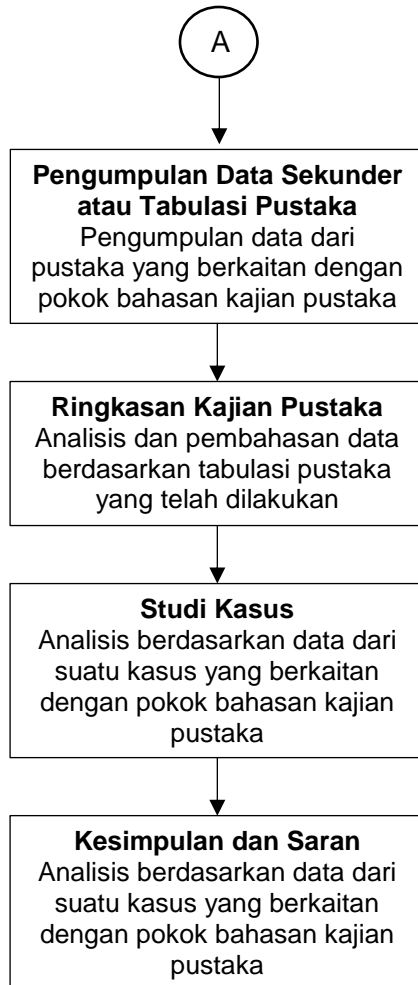 A
Pengumpulan Data Sekunder
atau Tabulasi Pustaka
Pengumpulan data dari
pustaka yang berkaitan dengan
pokok bahasan kajian pustaka
Ringkasan Kajian Pustaka
Analisis dan pembahasan data
berdasarkan tabulasi pustaka
yang telah dilakukan
Studi Kasus
Analisis berdasarkan data dari
suatu kasus yang berkaitan
dengan pokok bahasan kajian
pustaka
Kesimpulan dan Saran
Analisis berdasarkan data dari
suatu kasus yang berkaitan
dengan pokok bahasan kajian
pustaka